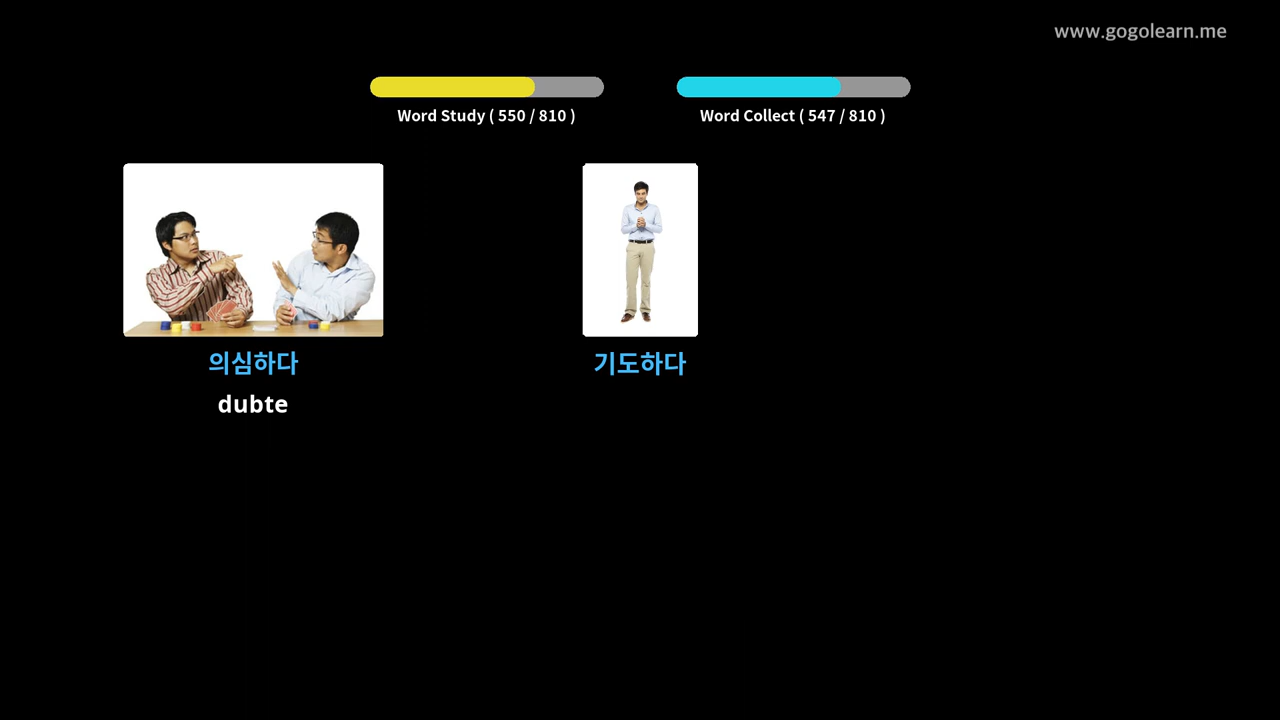 www.gogolearn.me
Word Study ( 550 / 810 )
Word Collect ( 547 / 810 )
의심하다
dubte
기도하다